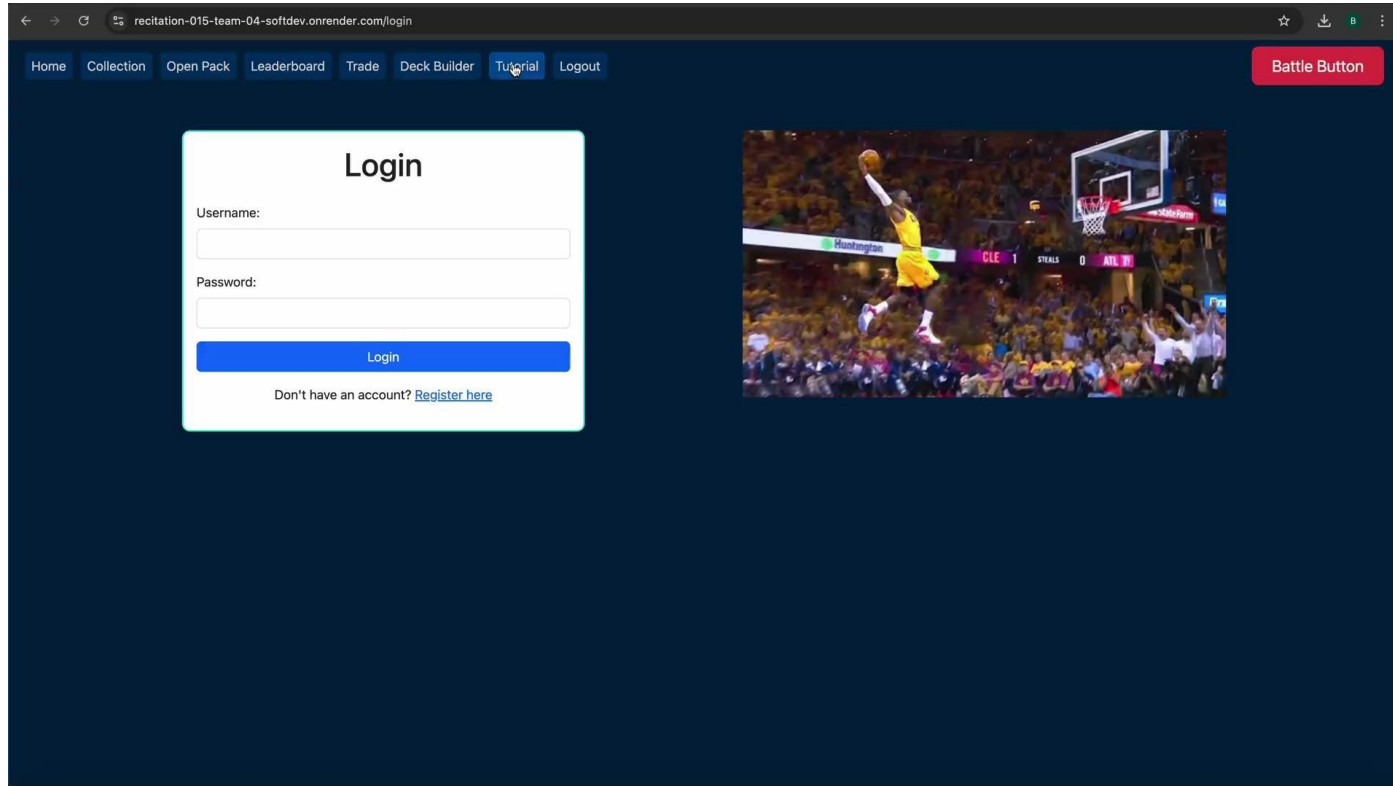 recitation-015-team-04-softdev.onrender.com/login
B
Home Collection Open Pack Leaderboard Trade Deck Builder Tutorial Logout
Battle Button
Login
Username:
Password:
Login
Don't have an account? Register here
State Farm
Huntington
CLE 1 STEALS 0 ATL